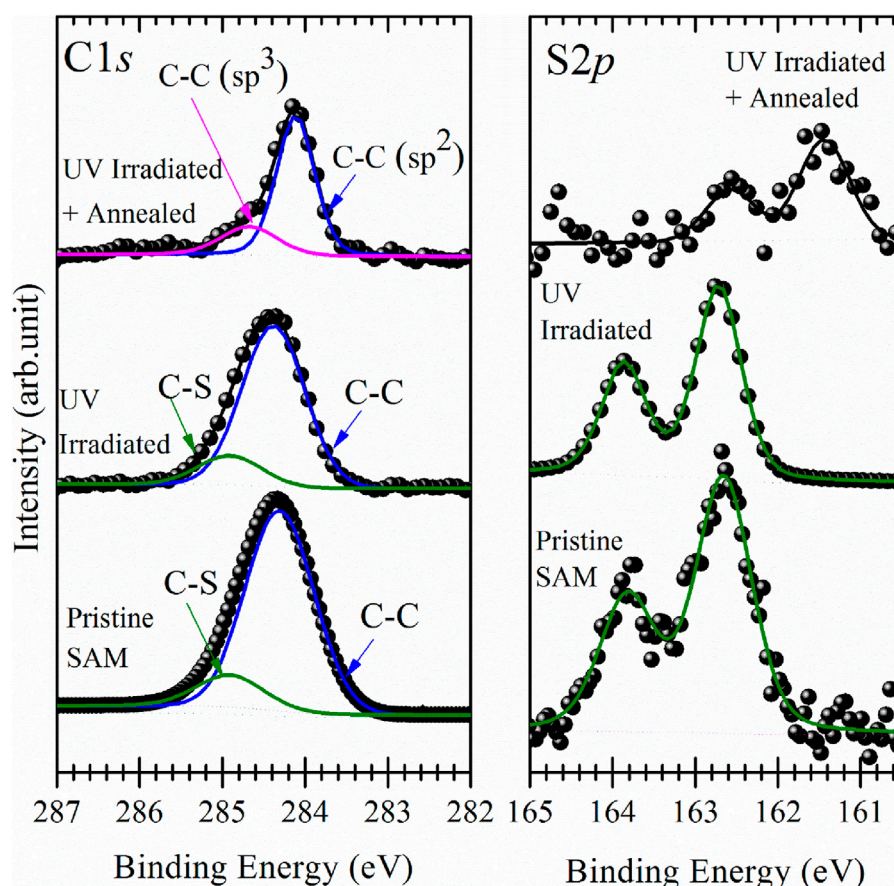 C1s
C-C (sp³)
C-C (sp²)
UV Irradiated
+ Annealed
C-S
C-C
UV
Irradiated
C-S
C-C
Pristine
SAM
Intensity (arb.unit)
287 286 285 284 283 282
Binding Energy (eV)
S2p
UV Irradiated
+ Annealed
UV
Irradiated
Pristine
SAM
165 164 163 162 161
Binding Energy (eV)